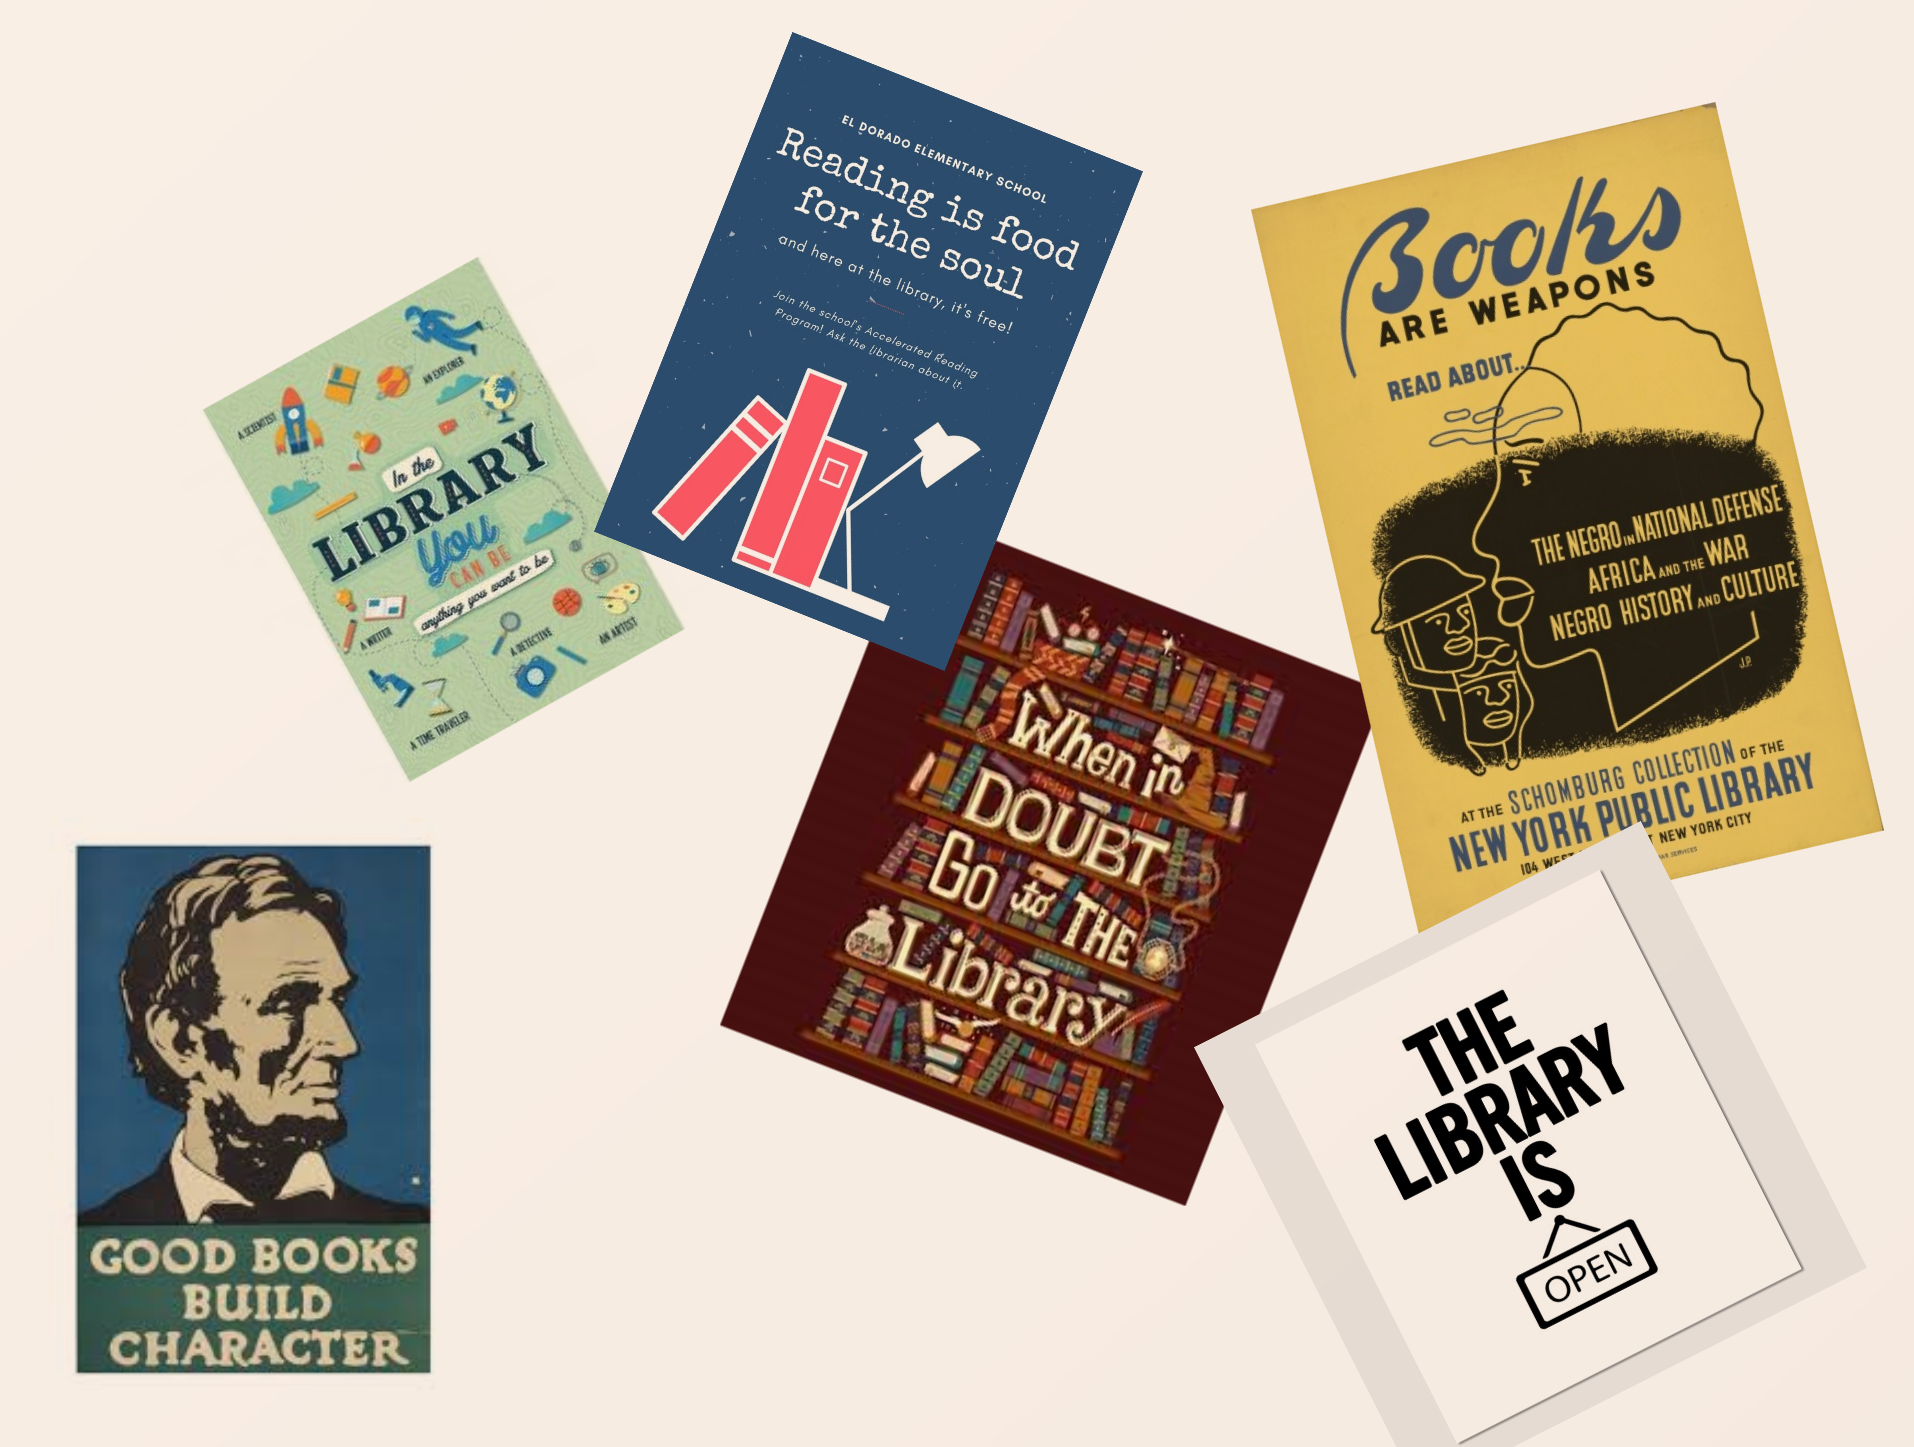 EL DORADO ELEMENTARY SCHOOL
Reading is food
for the soul
and here at the library, it's free!
Join the school's Accelerated Reading
Program! Ask the librarian about it.
Books
ARE WEAPONS
READ ABOUT..
THE NEGRO IN NATIONAL DEFENSE
AFRICA AND THE WAR
NEGRO HISTORY AND CULTURE
J.P.
AT THE SCHOMBURG COLLECTION OF THE
NEW YORK PUBLIC LIBRARY
104 WEST
NEW YORK CITY
SERVICES
AN EXPLORER
A SCIENTIST
In the
LIBRARY
You
CAN BE
anything you want to be
A WRITER
A DETECTIVE
AN ARTIST
A TIME TRAVELER
When in
DOUBT
GO to THE
Library
GOOD BOOKS
BUILD
CHARACTER
THE
LIBRARY
IS
OPEN